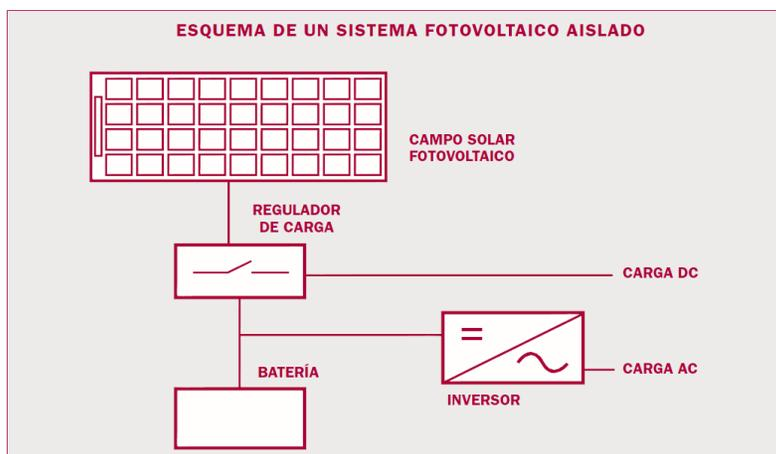 ESQUEMA DE UN SISTEMA FOTOVOLTAICO AISLADO
CAMPO SOLAR
FOTOVOLTAICO
REGULADOR
DE CARGA
CARGA DC
BATERÍA
CARGA AC
INVERSOR